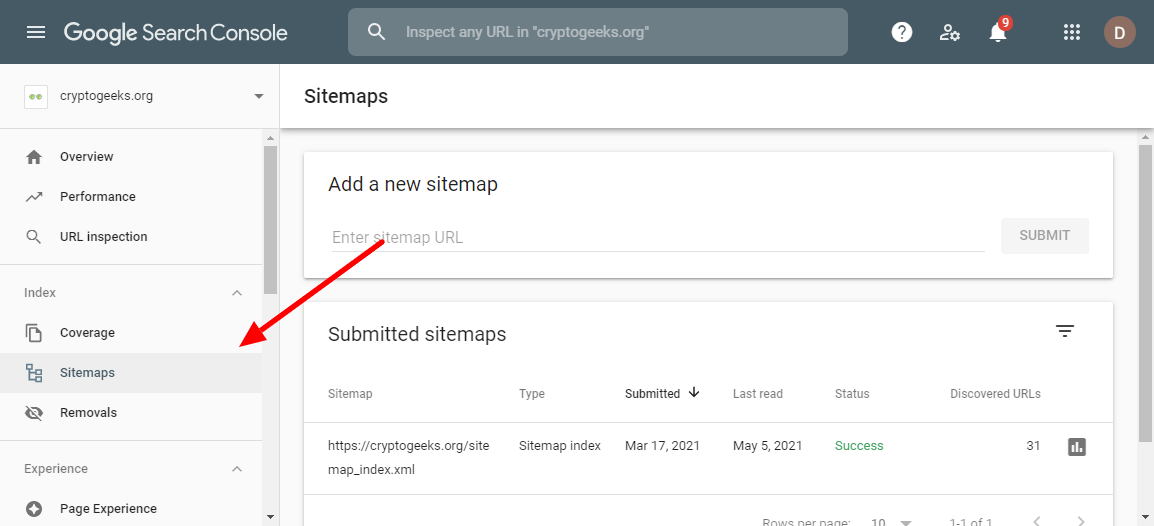 Google Search Console
Inspect any URL in "cryptogeeks.org"
9
D
cryptogeeks.org
Overview
Performance
URL inspection
Index
Coverage
Sitemaps
Removals
Experience
Page Experience
Sitemaps
Add a new sitemap
Enter sitemap URL
SUBMIT
Submitted sitemaps
Sitemap Type Submitted Last read Status Discovered URLs
https://cryptogeeks.org/site Sitemap index Mar 17, 2021 May 5, 2021 Success 31
map_index.xml
Rows per page: 10 1-1 of 1